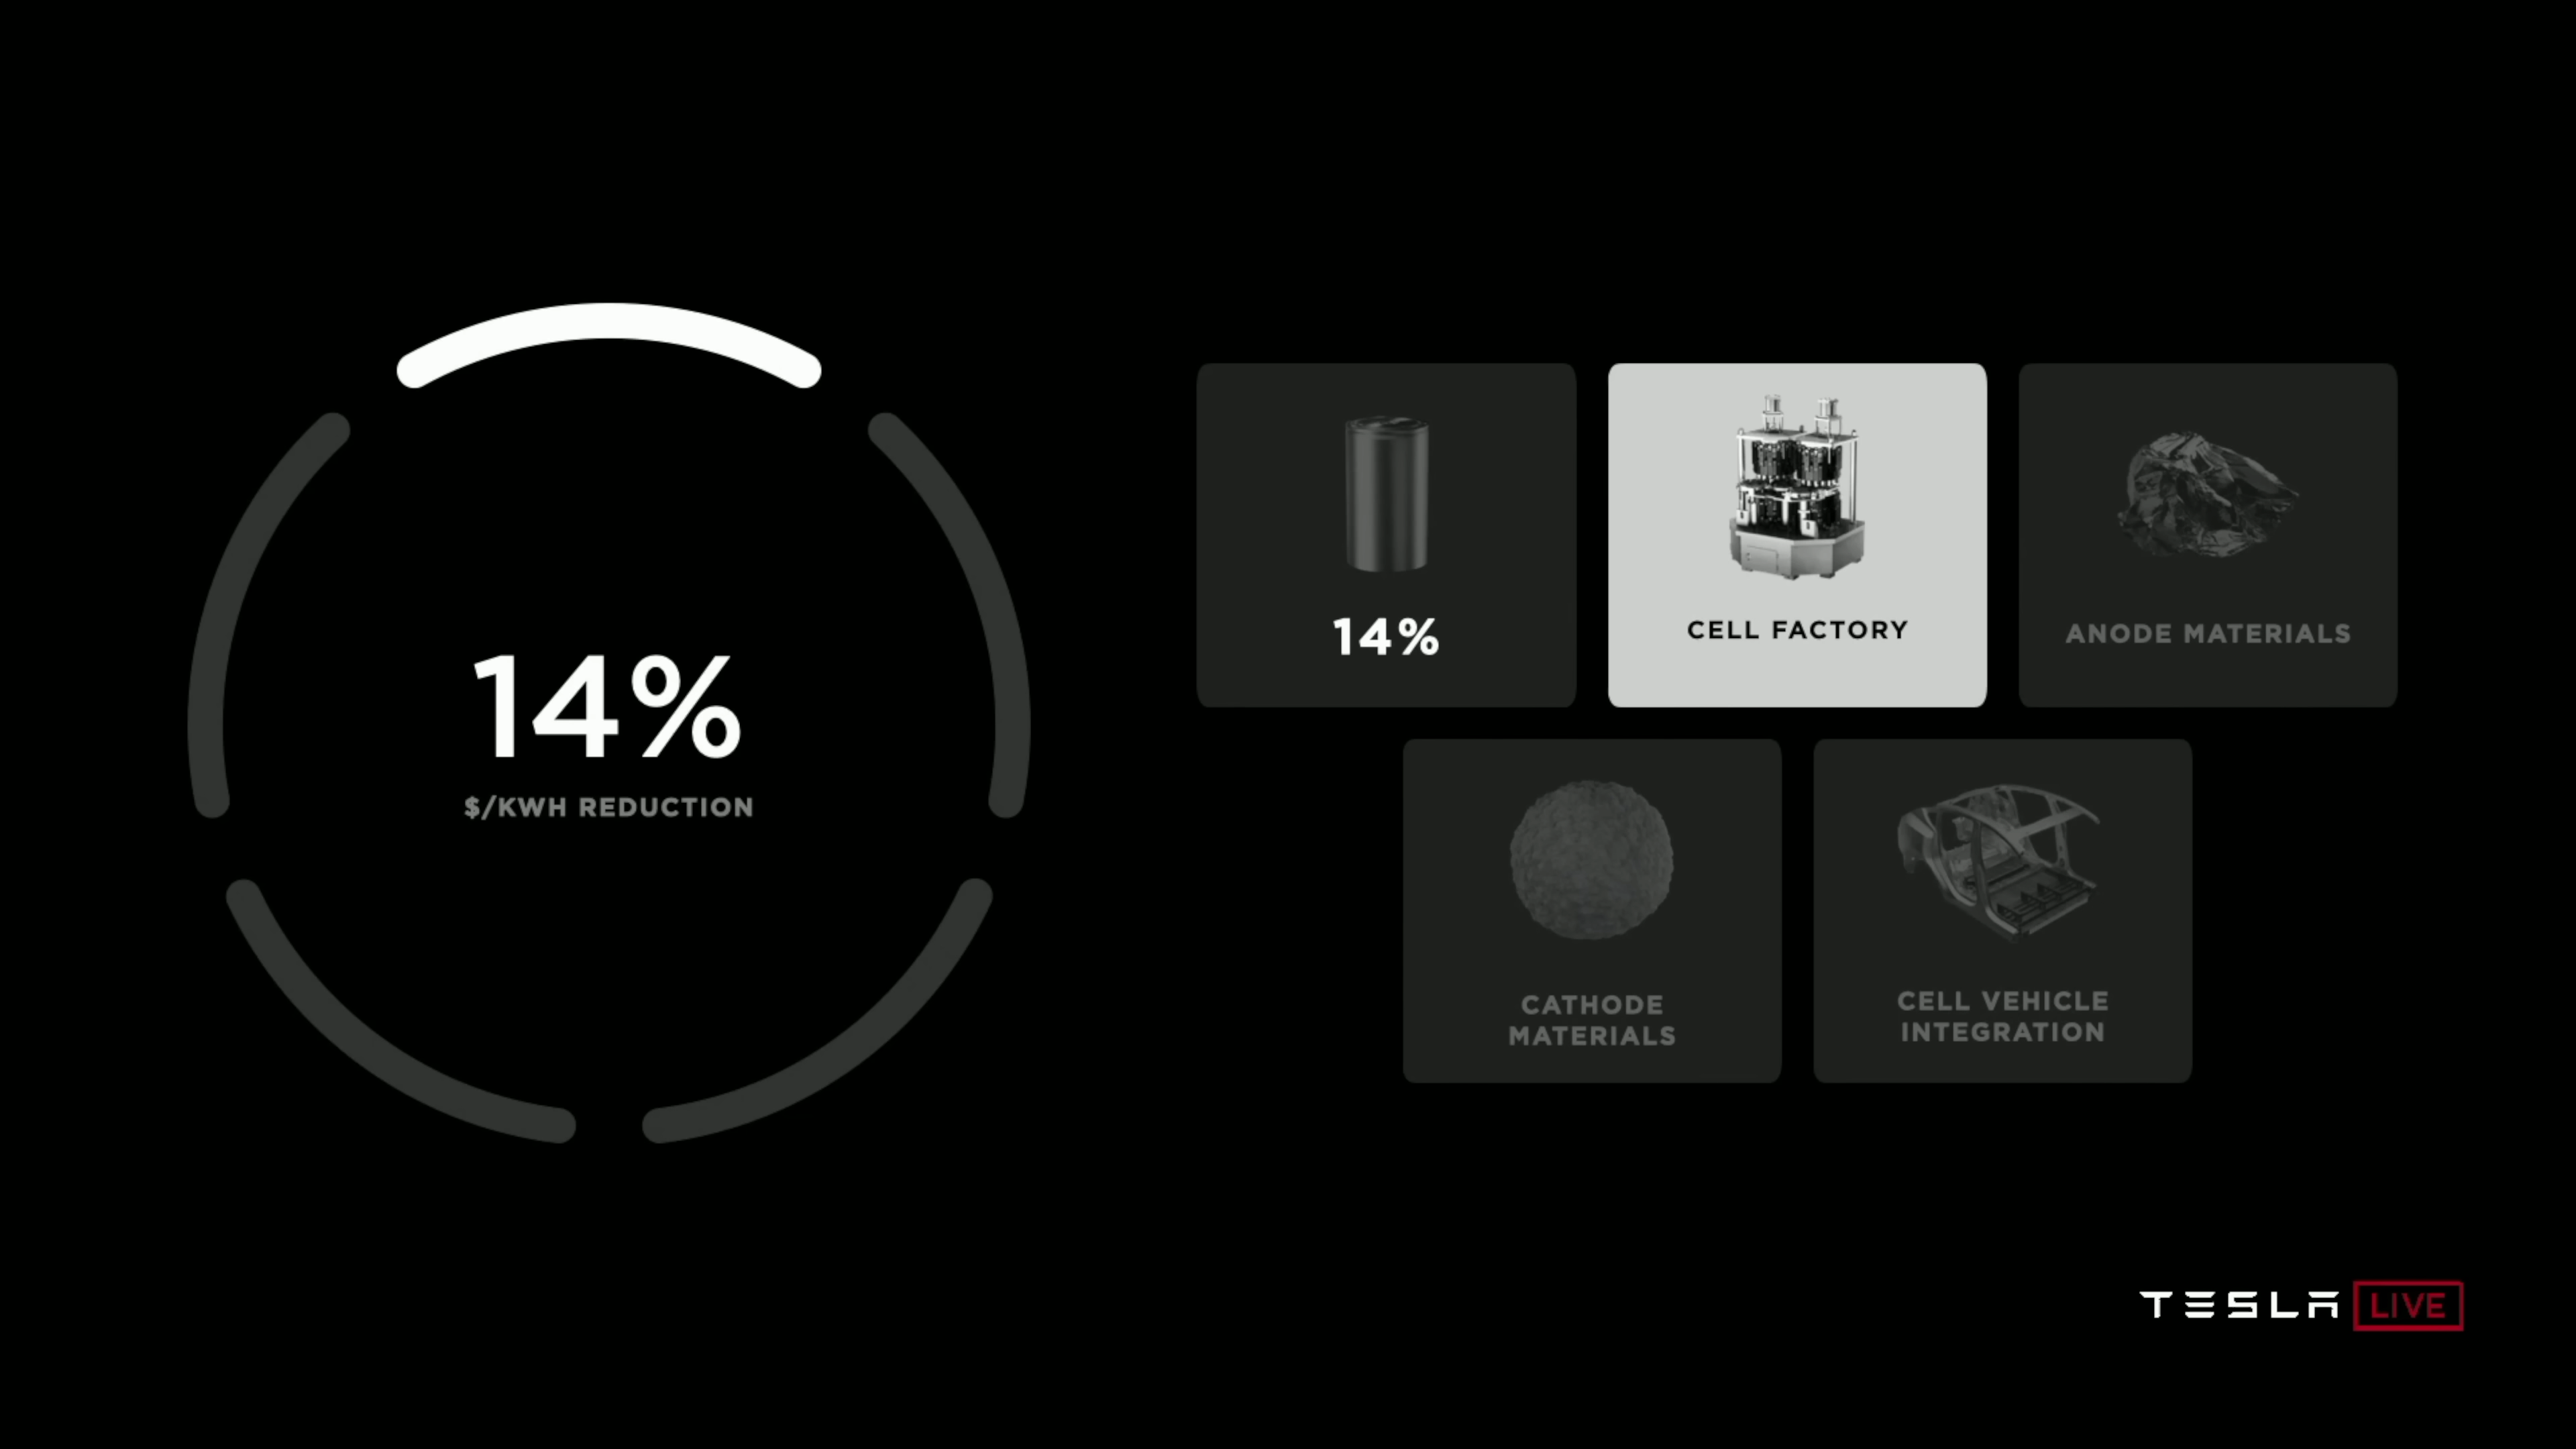 14%
$/KWH REDUCTION
14%
CELL FACTORY
ANODE MATERIALS
CATHODE
MATERIALS
CELL VEHICLE
INTEGRATION
TESLA LIVE